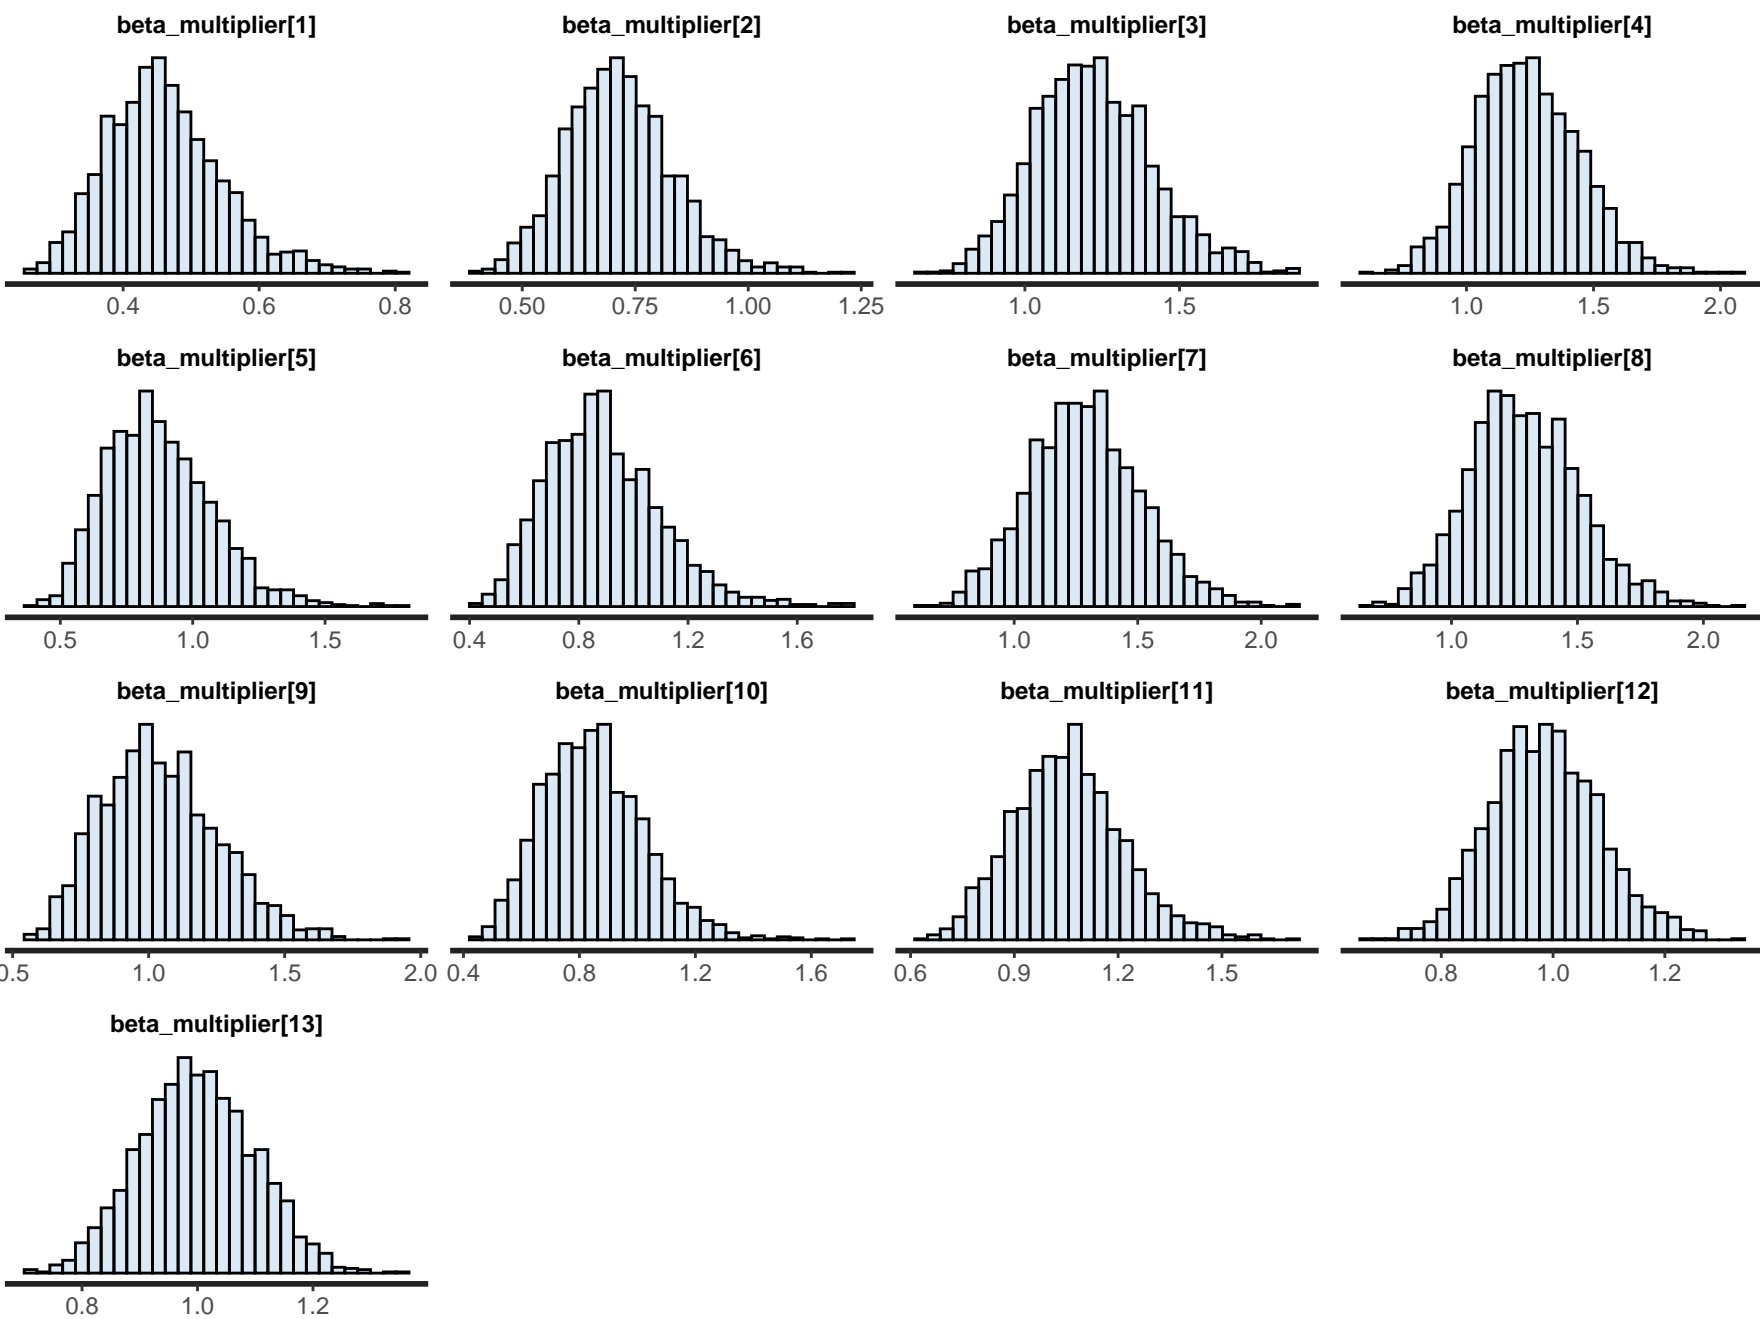 beta_multiplier[1] beta_multiplier[2] beta_multiplier[3] beta_multiplier[4]
0.4 0.6 0.8 0.50 0.75 1.00 1.25 1.0 1.5 1.0 1.5 2.0
beta_multiplier[5] beta_multiplier[6] beta_multiplier[7] beta_multiplier[8]
0.5 1.0 1.5 0.4 0.8 1.2 1.6 1.0 1.5 2.0 1.0 1.5 2.0
beta_multiplier[9] beta_multiplier[10] beta_multiplier[11] beta_multiplier[12]
0.5 1.0 1.5 2.0 0.4 0.8 1.2 1.6 0.6 0.9 1.2 1.5 0.8 1.0 1.2
beta_multiplier[13]
0.8 1.0 1.2